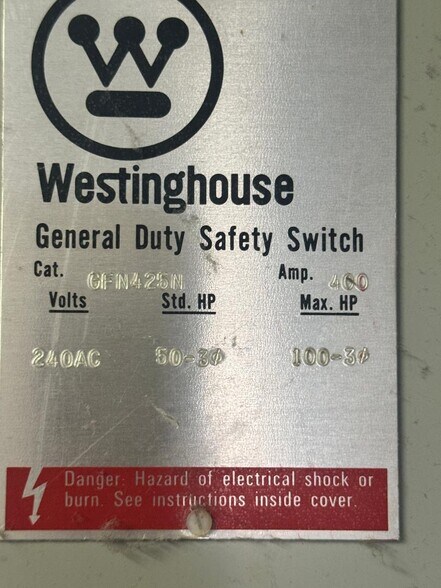 W
Westinghouse
General Duty Safety Switch
Cat. GFN425N Amp. 400
Volts Std. HP Max. HP
240AC 50-3Ø 100-3Ø
Danger: Hazard of electrical shock or
burn. See instructions inside cover.